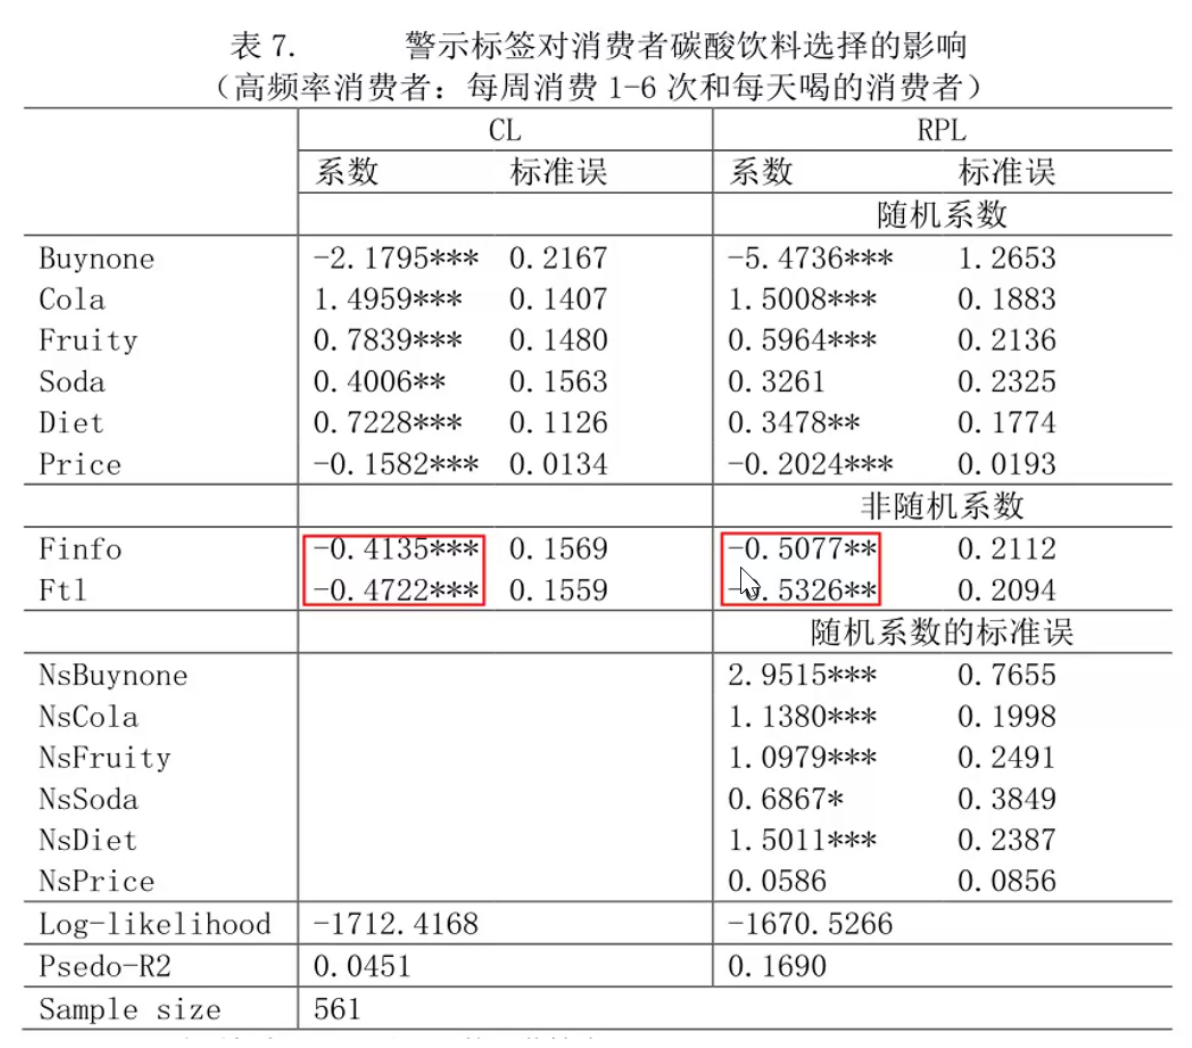 表 7. 警示标签对消费者碳酸饮料选择的影响
（高频率消费者：每周消费 1-6 次和每天喝的消费者）
CL RPL
系数 标准误 系数 标准误
随机系数
Buynone -2.1795*** 0.2167 -5.4736*** 1.2653
Cola 1.4959*** 0.1407 1.5008*** 0.1883
Fruity 0.7839*** 0.1480 0.5964*** 0.2136
Soda 0.4006** 0.1563 0.3261 0.2325
Diet 0.7228*** 0.1126 0.3478** 0.1774
Price -0.1582*** 0.0134 -0.2024*** 0.0193
非随机系数
Finfo -0.4135*** 0.1569 -0.5077** 0.2112
Ftl -0.4722*** 0.1559 -0.5326** 0.2094
随机系数的标准误
NsBuynone 2.9515*** 0.7655
NsCola 1.1380*** 0.1998
NsFruity 1.0979*** 0.2491
NsSoda 0.6867* 0.3849
NsDiet 1.5011*** 0.2387
NsPrice 0.0586 0.0856
Log-likelihood -1712.4168 -1670.5266
Psedo-R2 0.0451 0.1690
Sample size 561